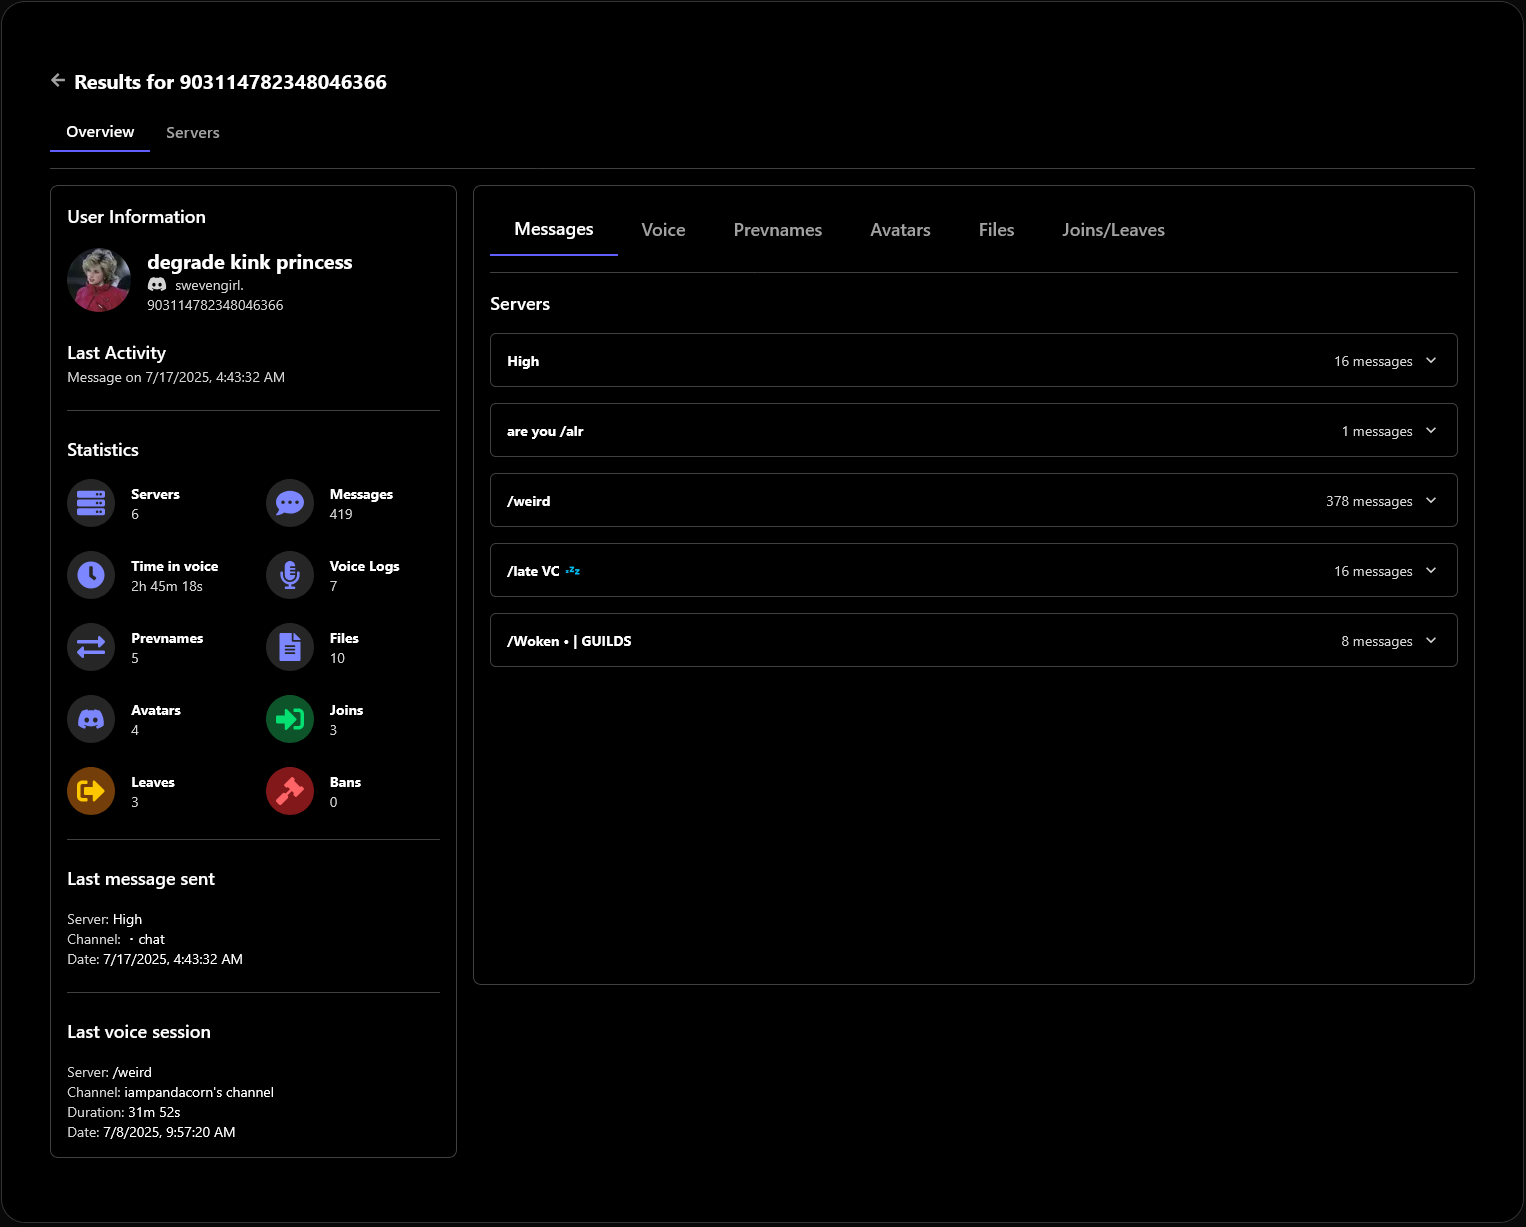 Results for 903114782348046366
Overview
Servers
User Information
degrade kink princess
swevengirl.
903114782348046366
Last Activity
Message on 7/17/2025, 4:43:32 AM
Statistics
Servers
6
Messages
419
Time in voice
2h 45m 18s
Voice Logs
7
Prevnames
5
Files
10
Avatars
4
Joins
3
Leaves
3
Bans
0
Last message sent
Server: High
Channel: ・chat
Date: 7/17/2025, 4:43:32 AM
Last voice session
Server: /weird
Channel: iampandacorn's channel
Duration: 31m 52s
Date: 7/8/2025, 9:57:20 AM
Messages
Voice
Prevnames
Avatars
Files
Joins/Leaves
Servers
High
16 messages
are you /alr
1 messages
/weird
378 messages
/late VC 💤
16 messages
/Woken • | GUILDS
8 messages